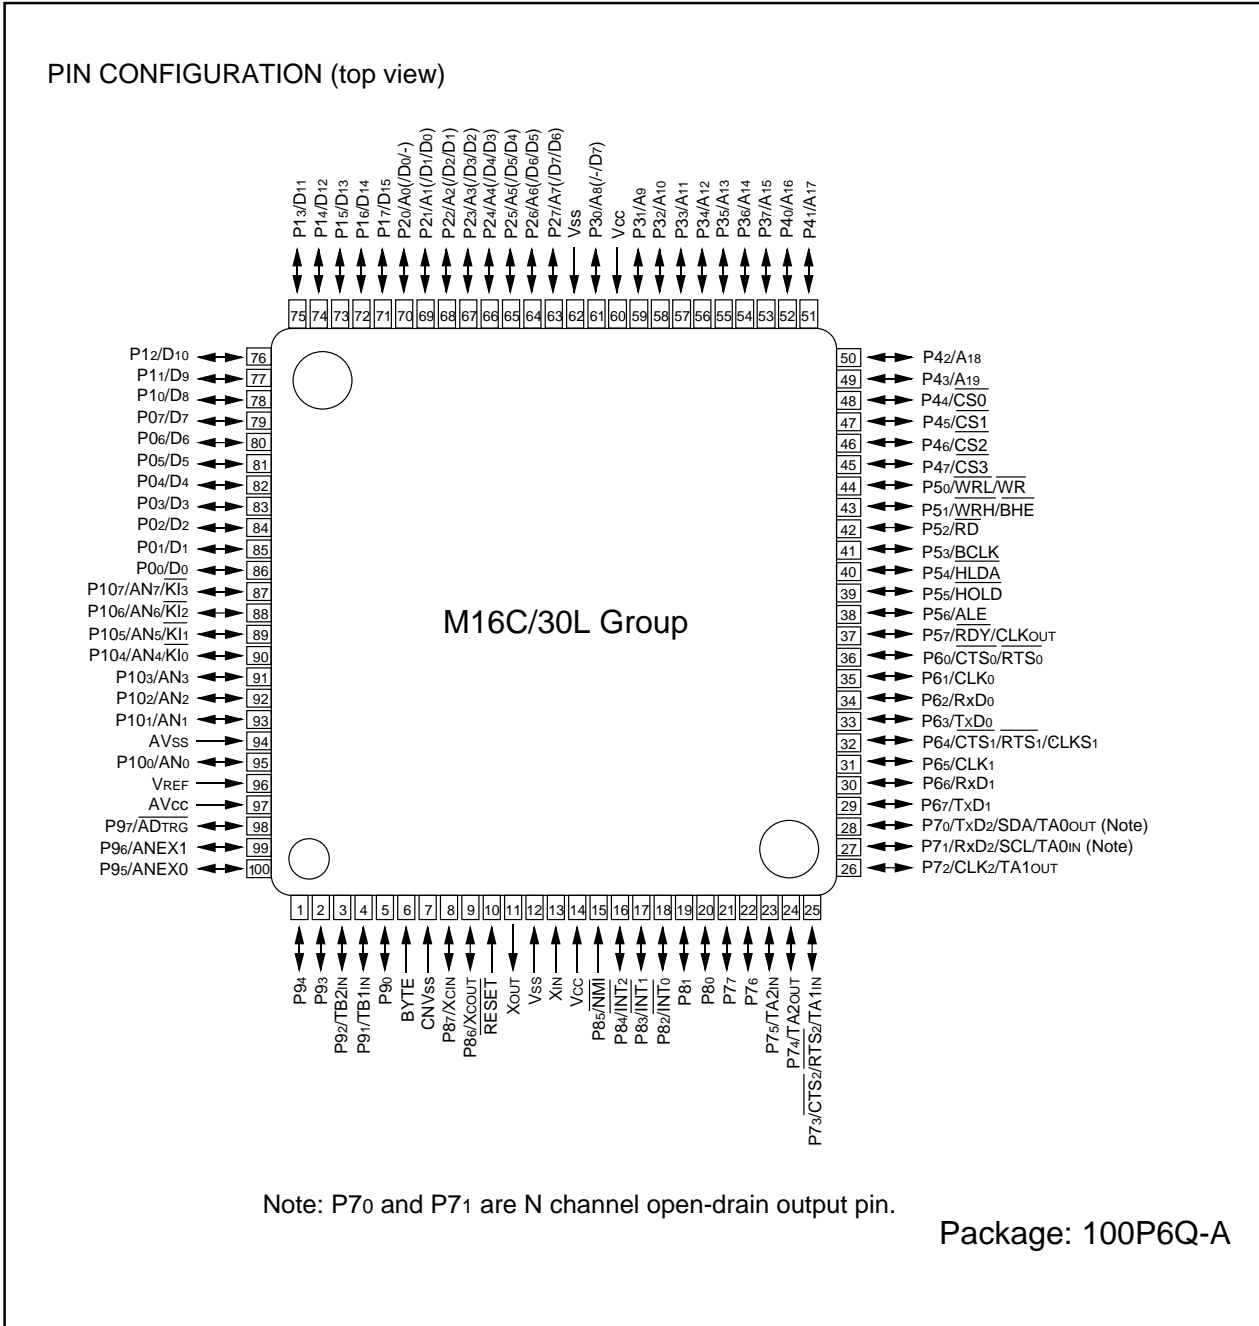 PIN CONFIGURATION (top view)
P13/D11
P14/D12
P15/D13
P16/D14
P17/D15
P20/A0(/D0/-)
P21/A1(/D1/D0)
P22/A2(/D2/D1)
P23/A3(/D3/D2)
P24/A4(/D4/D3)
P25/A5(/D5/D4)
P26/A6(/D6/D5)
P27/A7(/D7/D6)
Vss
P30/A8(/-/D7)
Vcc
P31/A9
P32/A10
P33/A11
P34/A12
P35/A13
P36/A14
P37/A15
P40/A16
P41/A17
75 74 73 72 71 70 69 68 67 66 65 64 63 62 61 60 59 58 57 56 55 54 53 52 51
P12/D10 76
P11/D9 77
P10/D8 78
P07/D7 79
P06/D6 80
P05/D5 81
P04/D4 82
P03/D3 83
P02/D2 84
P01/D1 85
P00/D0 86
P107/AN7/KI3 87
P106/AN6/KI2 88
P105/AN5/KI1 89
P104/AN4/KI0 90
P103/AN3 91
P102/AN2 92
P101/AN1 93
AVss 94
P100/AN0 95
VREF 96
AVcc 97
P97/ADTRG 98
P96/ANEX1 99
P95/ANEX0 100
M16C/30L Group
50 P42/A18
49 P43/A19
48 P44/CS0
47 P45/CS1
46 P46/CS2
45 P47/CS3
44 P50/WRL/WR
43 P51/WRH/BHE
42 P52/RD
41 P53/BCLK
40 P54/HLDA
39 P55/HOLD
38 P56/ALE
37 P57/RDY/CLKOUT
36 P60/CTS0/RTS0
35 P61/CLK0
34 P62/RxD0
33 P63/TxD0
32 P64/CTS1/RTS1/CLKS1
31 P65/CLK1
30 P66/RxD1
29 P67/TxD1
28 P70/TxD2/SDA/TA0OUT (Note)
27 P71/RxD2/SCL/TA0IN (Note)
26 P72/CLK2/TA1OUT
1 2 3 4 5 6 7 8 9 10 11 12 13 14 15 16 17 18 19 20 21 22 23 24 25
P94
P93
P92/TB2IN
P91/TB1IN
P90
BYTE
CNVss
P87/XCIN
P86/XCOUT
RESET
XOUT
Vss
XIN
Vcc
P85/NMI
P84/INT2
P83/INT1
P82/INT0
P81
P80
P77
P76
P75/TA2IN
P74/TA2OUT
P73/CTS2/RTS2/TA1IN
Note: P70 and P71 are N channel open-drain output pin.
Package: 100P6Q-A